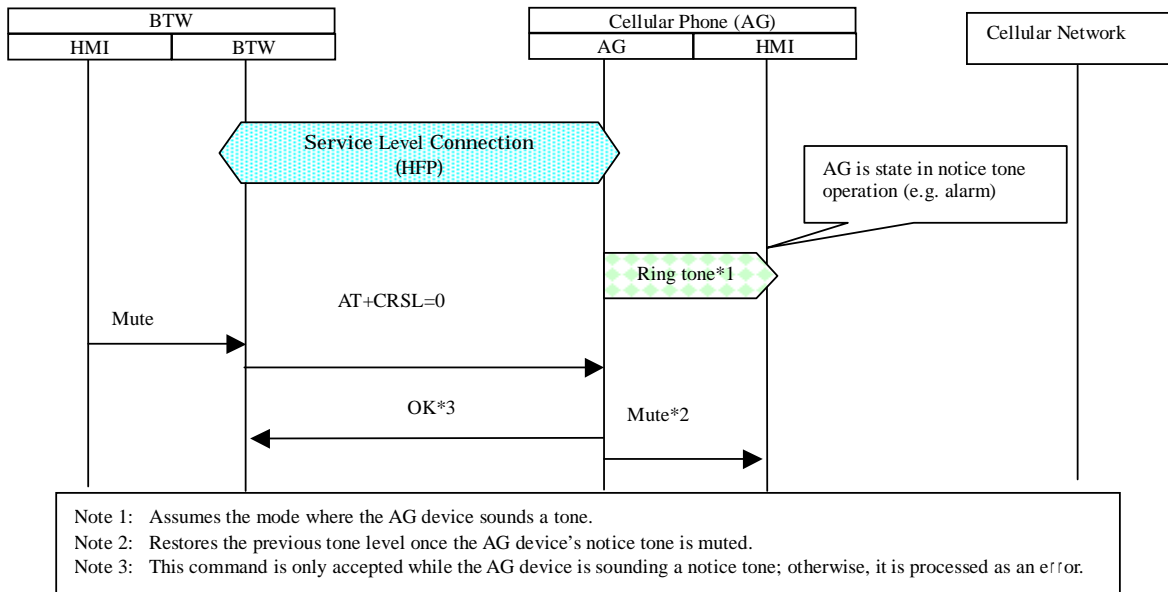 BTW
HMI
BTW
Cellular Phone (AG)
AG
HMI
Cellular Network
Service Level Connection
(HFP)
AG is state in notice tone
operation (e.g. alarm)
Ring tone*1
AT+CRSL=0
Mute
OK*3
Mute*2
Note 1: Assumes the mode where the AG device sounds a tone.
Note 2: Restores the previous tone level once the AG device's notice tone is muted.
Note 3: This command is only accepted while the AG device is sounding a notice tone; otherwise, it is processed as an error.